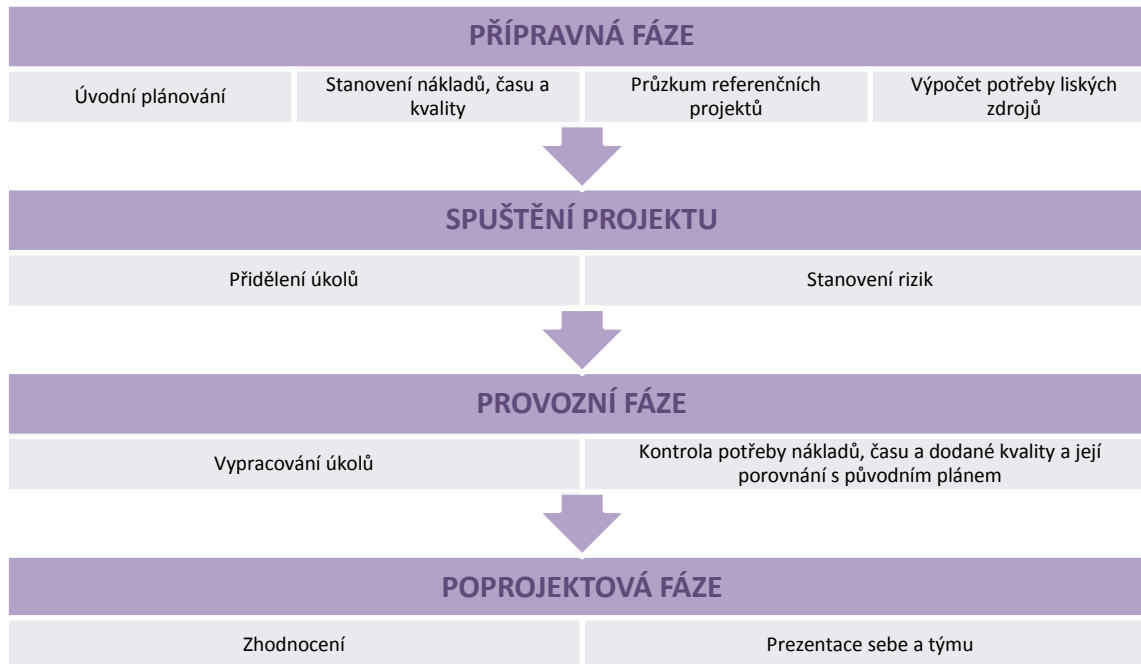 PŘÍPRAVNÁ FÁZE
Úvodní plánování
Stanovení nákladů, času a
kvality
Průzkum referenčních
projektů
Výpočet potřeby liských
zdrojů
SPUŠTĚNÍ PROJEKTU
Přidělení úkolů
Stanovení rizik
PROVOZNÍ FÁZE
Vypracování úkolů
Kontrola potřeby nákladů, času a dodané kvality a její
porovnání s původním plánem
POPROJEKTOVÁ FÁZE
Zhodnocení
Prezentace sebe a týmu